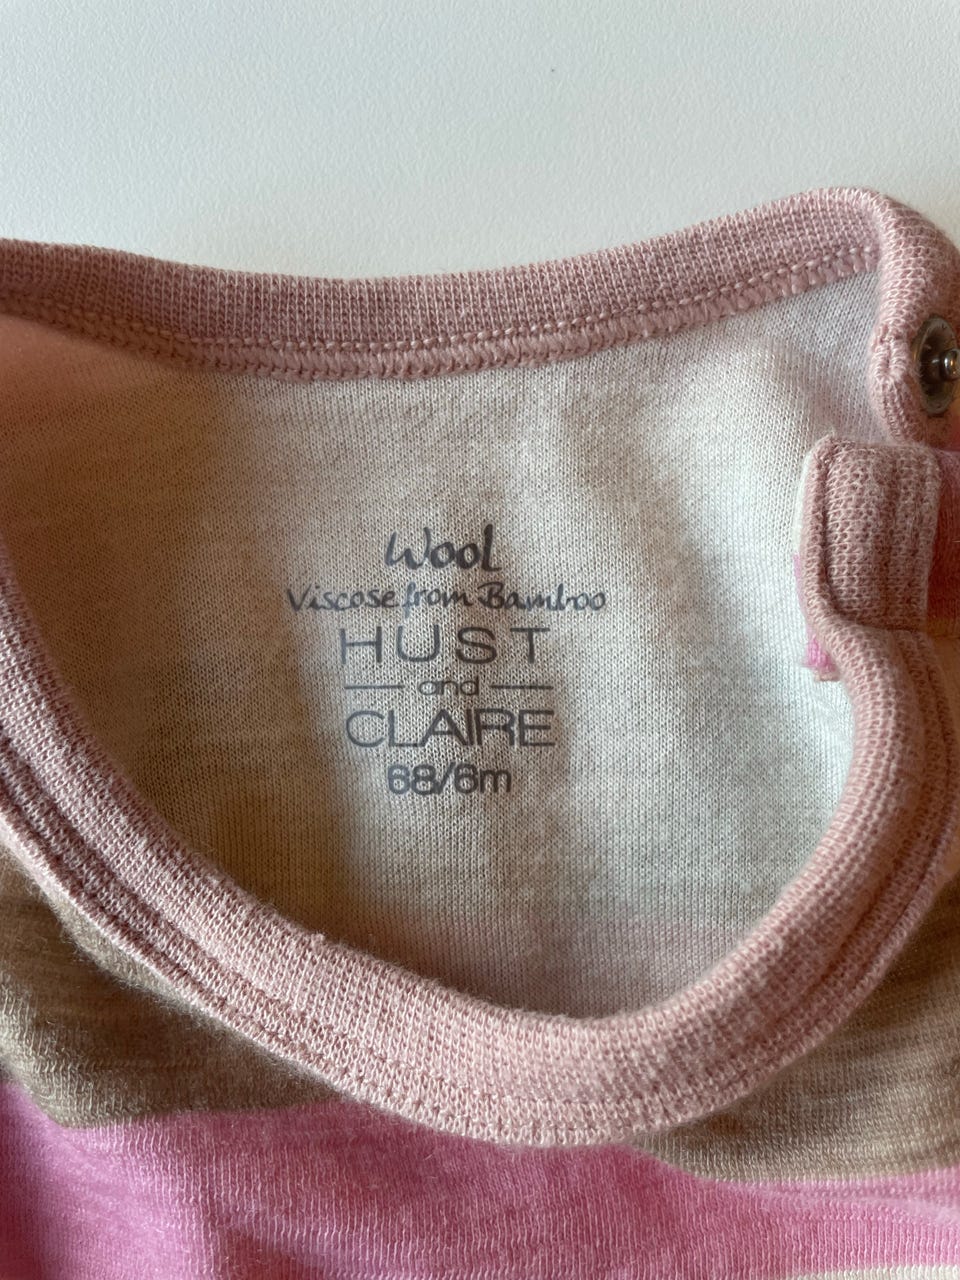 Wool
Viscose from Bamboo
HUST
and
CLAIRE
68/6m